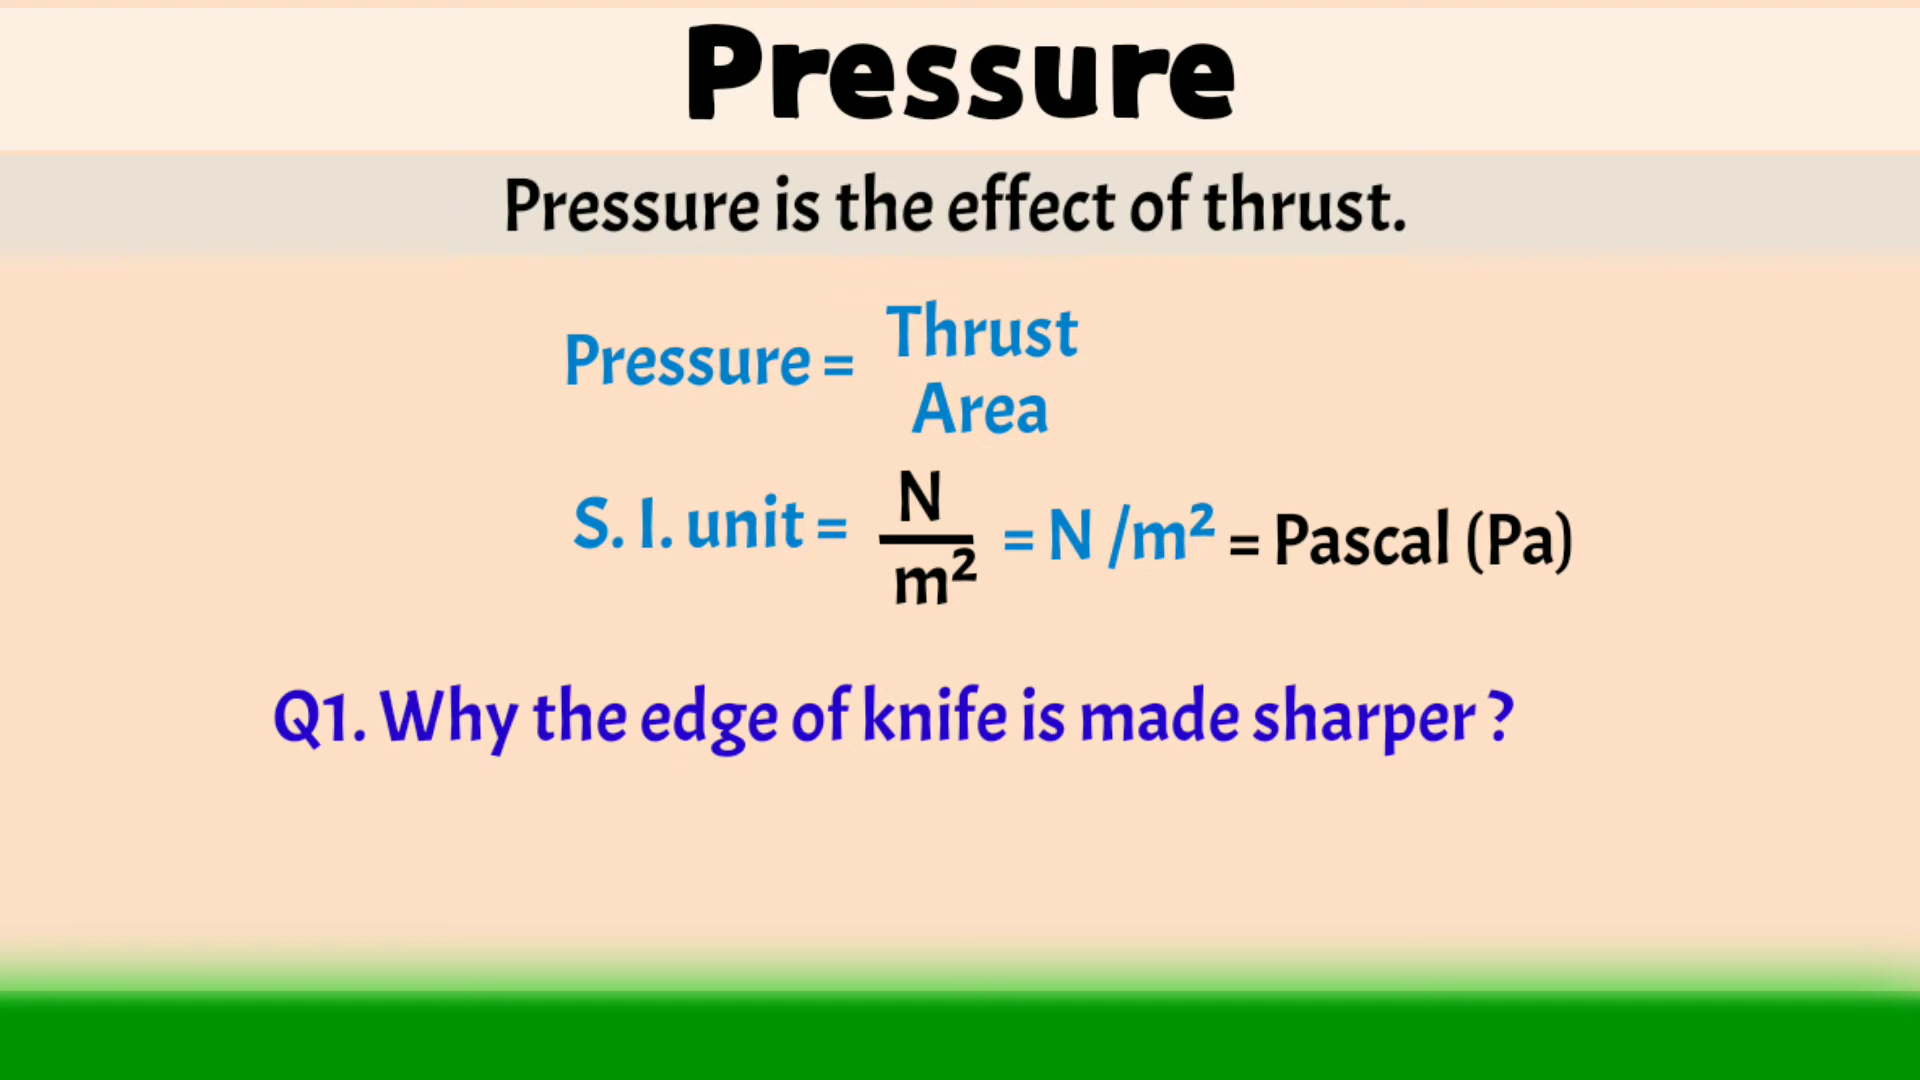 Pressure
Pressure is the effect of thrust.
Pressure = Thrust
Area
S. I. unit = N
m² = N /m² = Pascal (Pa)
Q1. Why the edge of knife is made sharper ?